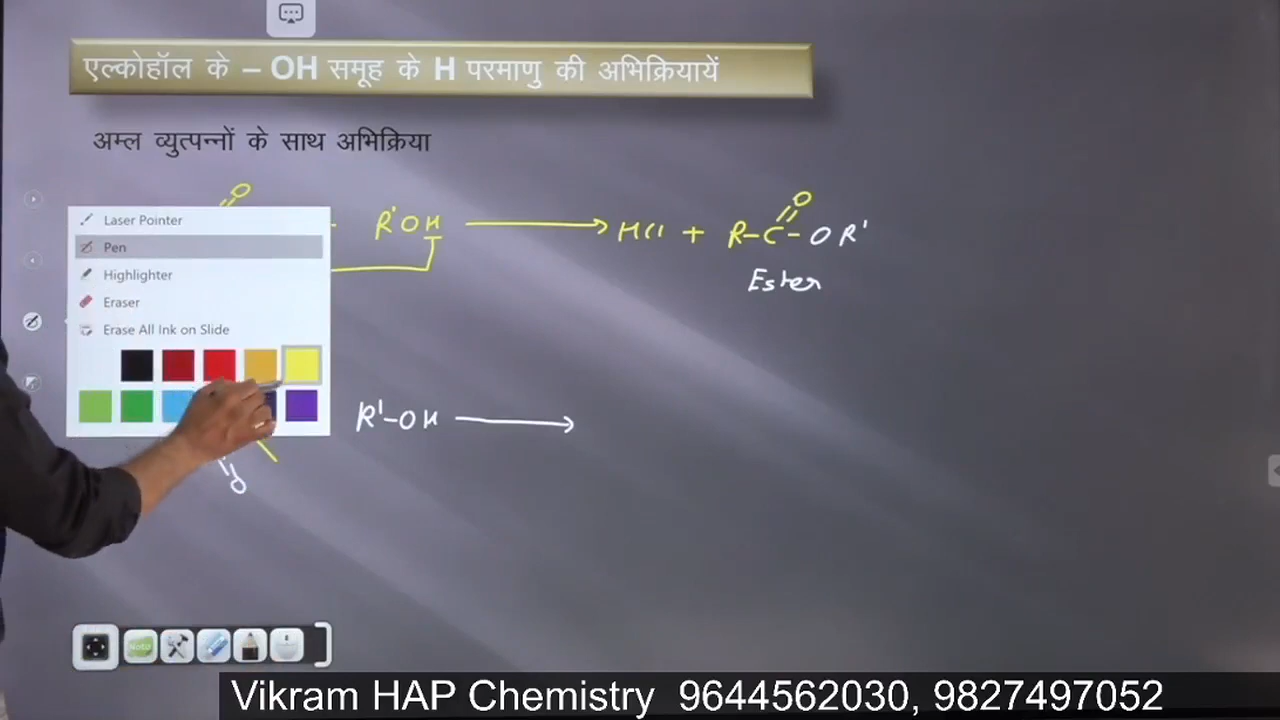 एल्कोहॉल के – OH समूह के H परमाणु की अभिक्रियायें
अम्ल व्युत्पन्नों के साथ अभिक्रिया
O O
R'OH ⟶ HCl + R–C–OR'
Ester
Laser Pointer
Pen
Highlighter
Eraser
Erase All Ink on Slide
R'–OH ⟶
O
Note
Vikram HAP Chemistry 9644562030, 9827497052